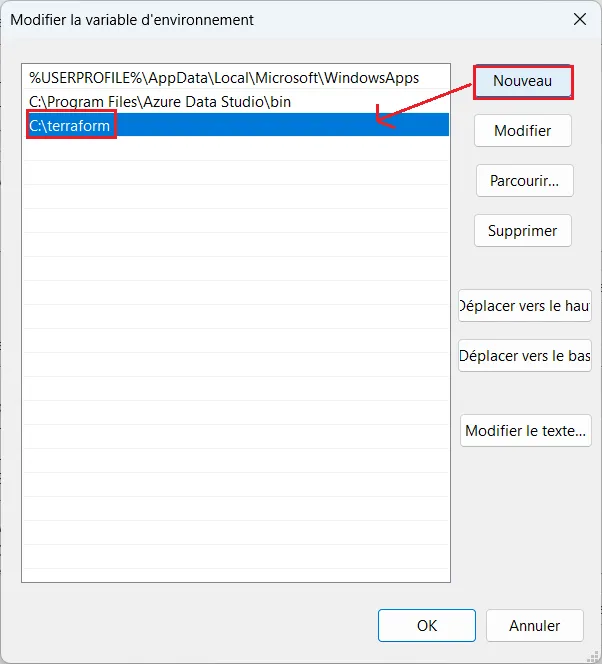 Modifier la variable d'environnement
%USERPROFILE%\AppData\Local\Microsoft\WindowsApps
C:\Program Files\Azure Data Studio\bin
C:\terraform
Nouveau
Modifier
Parcourir...
Supprimer
Déplacer vers le hau
Déplacer vers le bas
Modifier le texte...
OK
Annuler